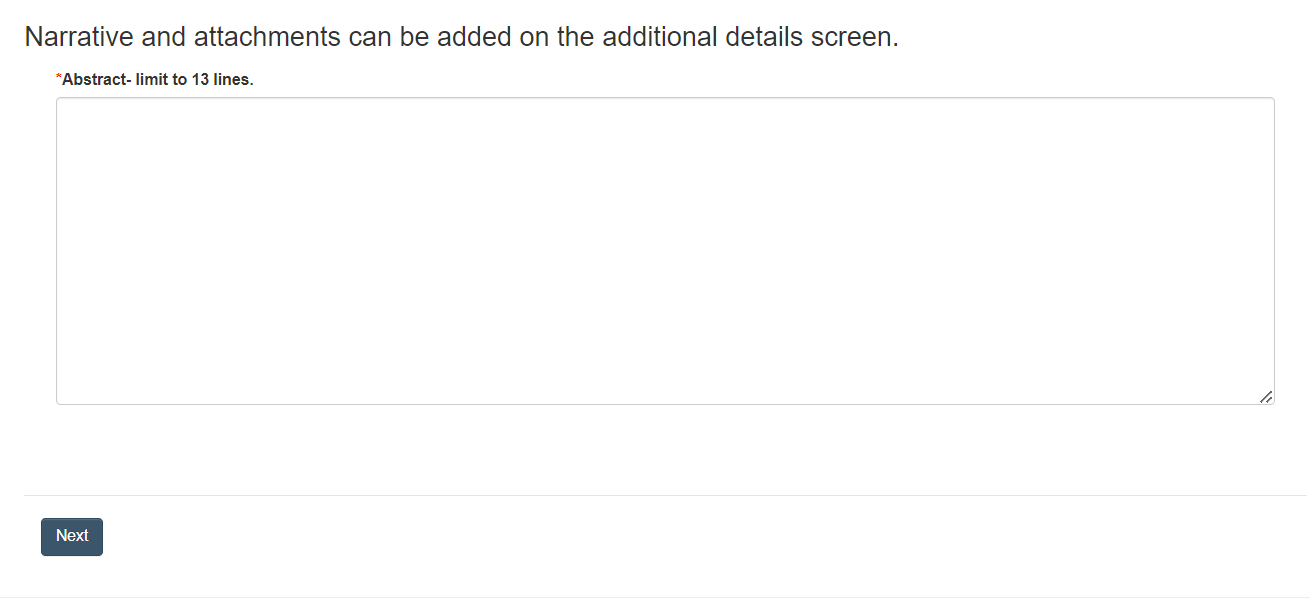 Narrative and attachments can be added on the additional details screen.
*Abstract- limit to 13 lines.
Next